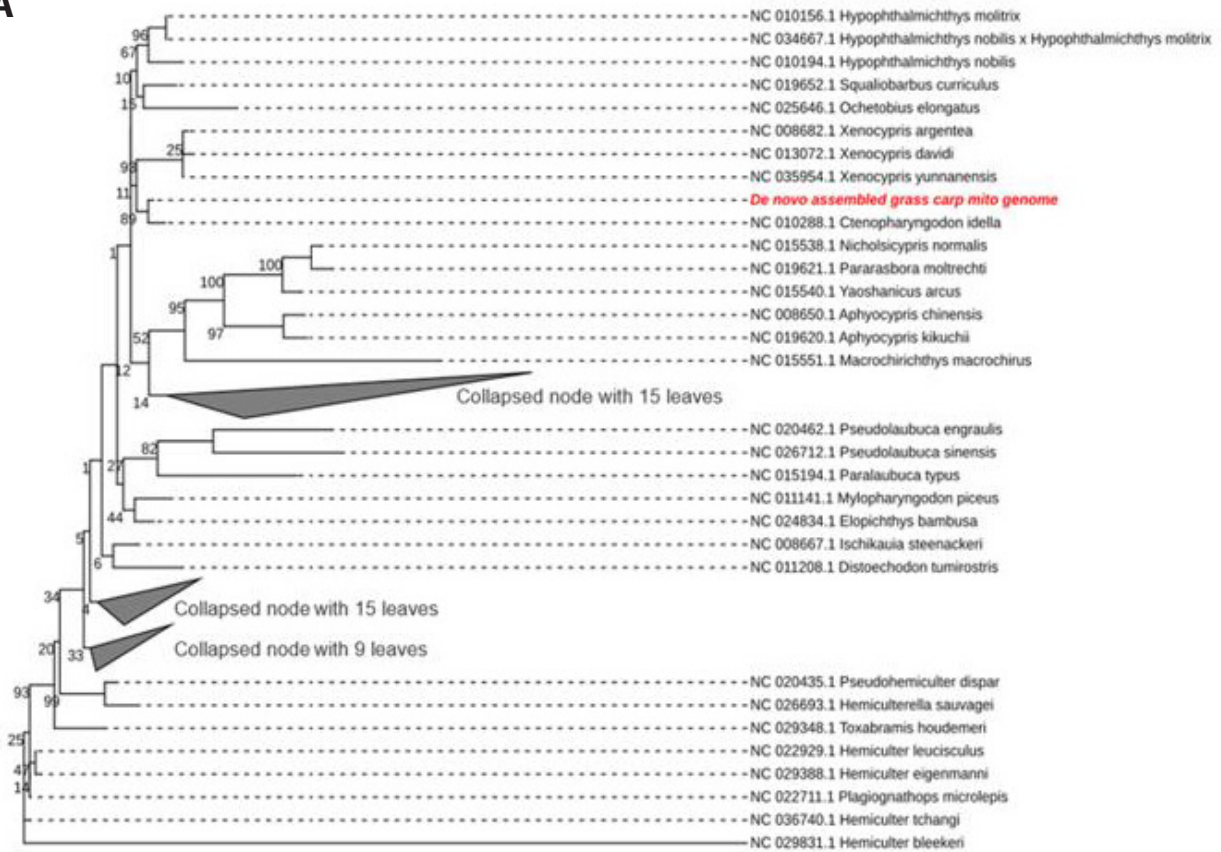 A
NC 010156.1 Hypophthalmichthys molitrix
96
NC 034667.1 Hypophthalmichthys nobilis x Hypophthalmichthys molitrix
67
NC 010194.1 Hypophthalmichthys nobilis
10
NC 019652.1 Squaliobarbus curriculus
15
NC 025646.1 Ochetobius elongatus
NC 008682.1 Xenocypris argentea
25
NC 013072.1 Xenocypris davidi
93
NC 035954.1 Xenocypris yunnanensis
11
De novo assembled grass carp mito genome
89
NC 010288.1 Ctenopharyngodon idella
1
NC 015538.1 Nicholsicypris normalis
100
NC 019621.1 Pararasbora moltrechti
100
NC 015540.1 Yaoshanicus arcus
95
NC 008650.1 Aphyocypris chinensis
97
NC 019620.1 Aphyocypris kikuchii
52
NC 015551.1 Macrochirichthys macrochirus
12
14
Collapsed node with 15 leaves
NC 020462.1 Pseudolaubuca engraulis
82
NC 026712.1 Pseudolaubuca sinensis
1
27
NC 015194.1 Paralaubuca typus
NC 011141.1 Mylopharyngodon piceus
44
NC 024834.1 Elopichthys bambusa
5
NC 008667.1 Ischikauia steenackeri
6
NC 011208.1 Distoechodon tumirostris
34
4
Collapsed node with 15 leaves
20
33
Collapsed node with 9 leaves
NC 020435.1 Pseudohemiculter dispar
93
99
NC 026693.1 Hemiculterella sauvagei
NC 029348.1 Toxabramis houdemeri
25
NC 022929.1 Hemiculter leucisculus
47
NC 029388.1 Hemiculter eigenmanni
14
NC 022711.1 Plagiognathops microlepis
NC 036740.1 Hemiculter tchangi
NC 029831.1 Hemiculter bleekeri